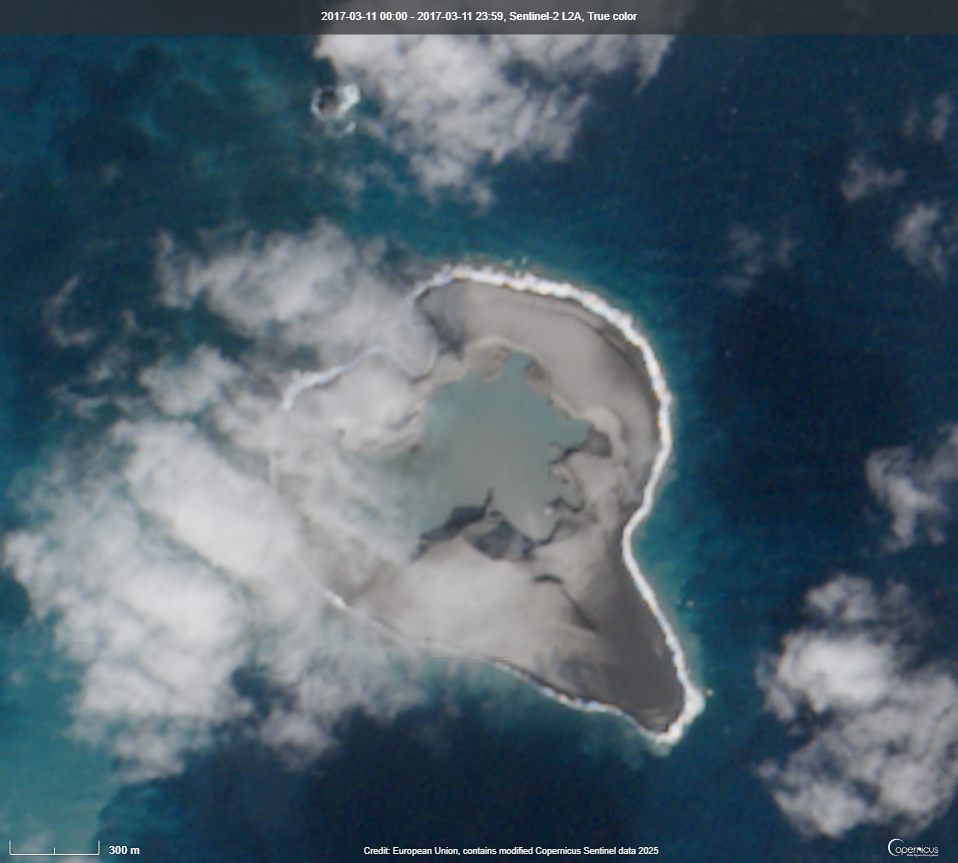 2017-03-11 00:00 - 2017-03-11 23:59, Sentinel-2 L2A, True color
300 m
Credit: European Union, contains modified Copernicus Sentinel data 2025
opernicus